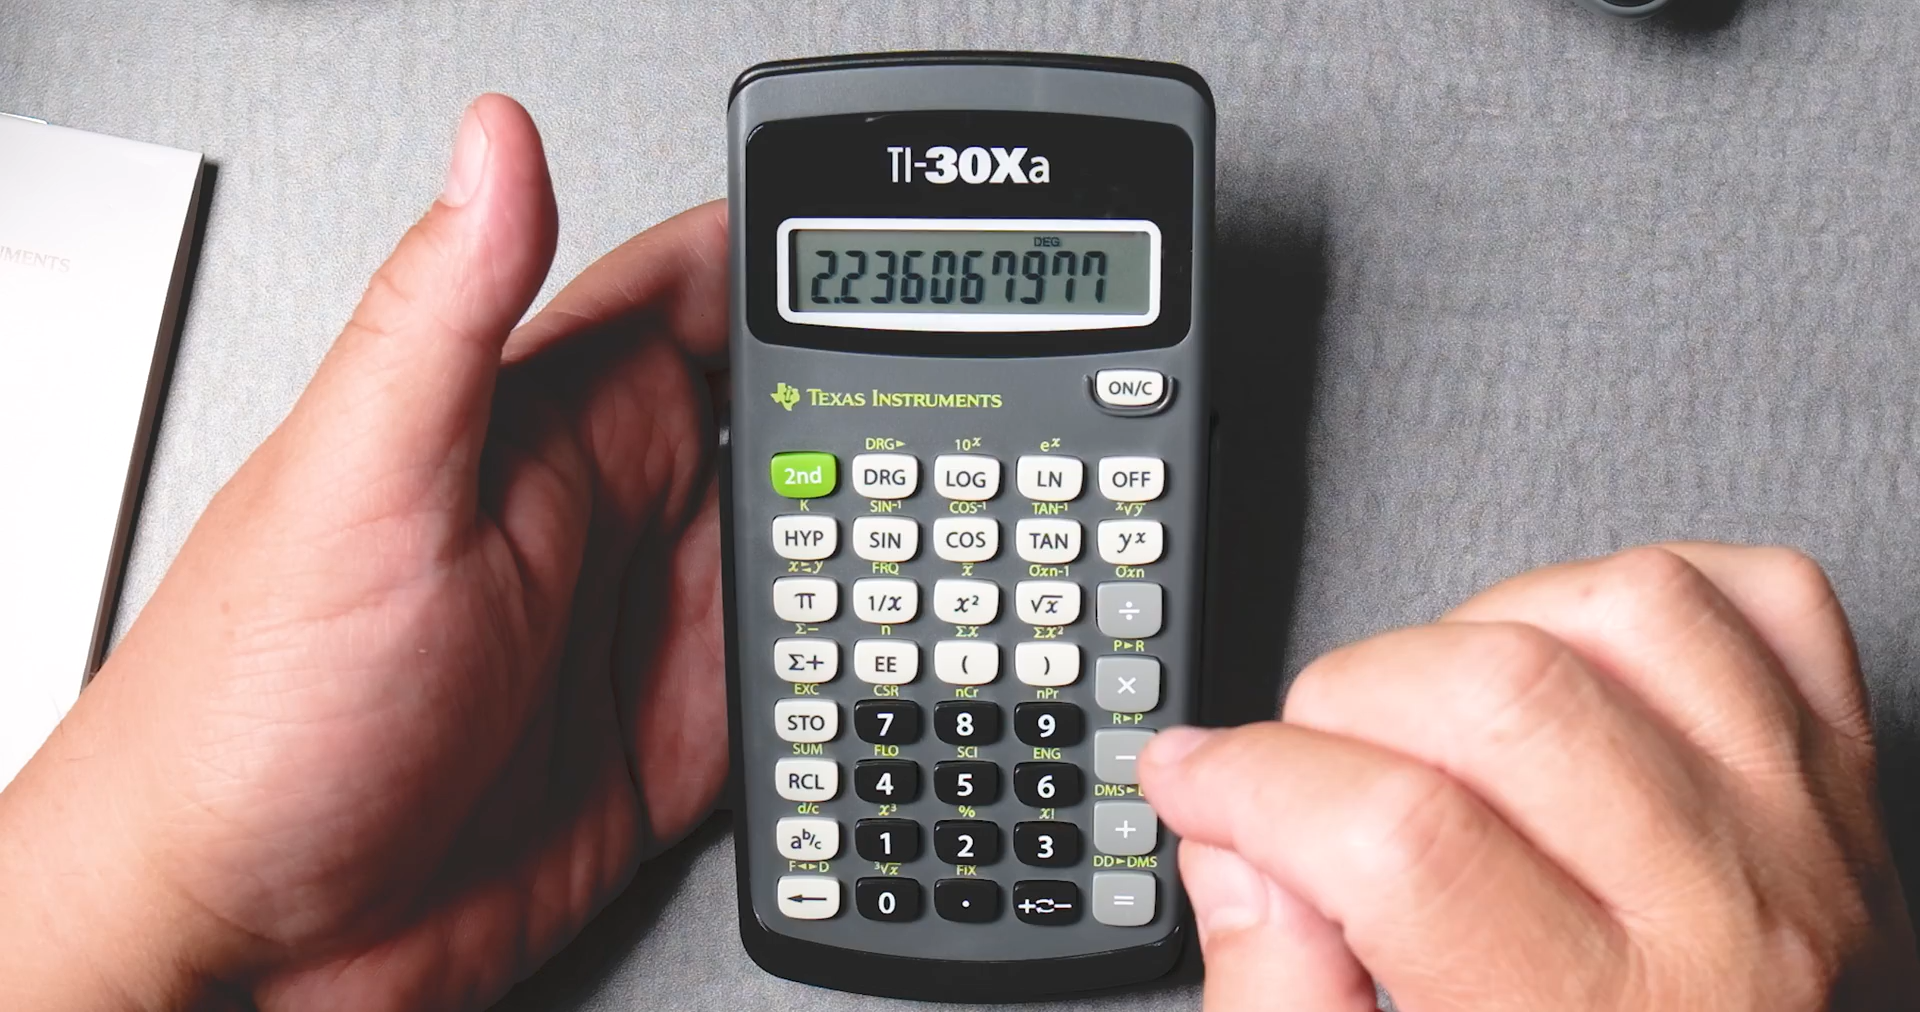 UMENTS
TI-30Xa
DEG
2.236067977
TEXAS INSTRUMENTS
ON/C
DRG► 10ˣ eˣ
2nd DRG LOG LN OFF
K SIN⁻¹ COS⁻¹ TAN⁻¹ ˣ√y
HYP SIN COS TAN yˣ
x⇆y FRQ x̄ σxn-1 σxn
π 1/x x² √x ÷
Σ− n Σx Σx² P►R
Σ+ EE ( ) ×
EXC CSR nCr nPr R►P
STO 7 8 9 −
SUM FLO SCI ENG DMS►
RCL 4 5 6 +
d/c x³ % x! DD►DMS
aᵇ/c 1 2 3 =
F◄►D ³√x FIX
← 0 . +⇄−